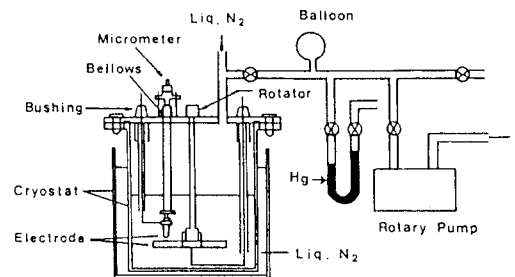 Liq. N2
Balloon
Micrometer
Bellows
Bushing
Rotator
Cryostat
Hg
Electrode
Rotary Pump
Liq. N2